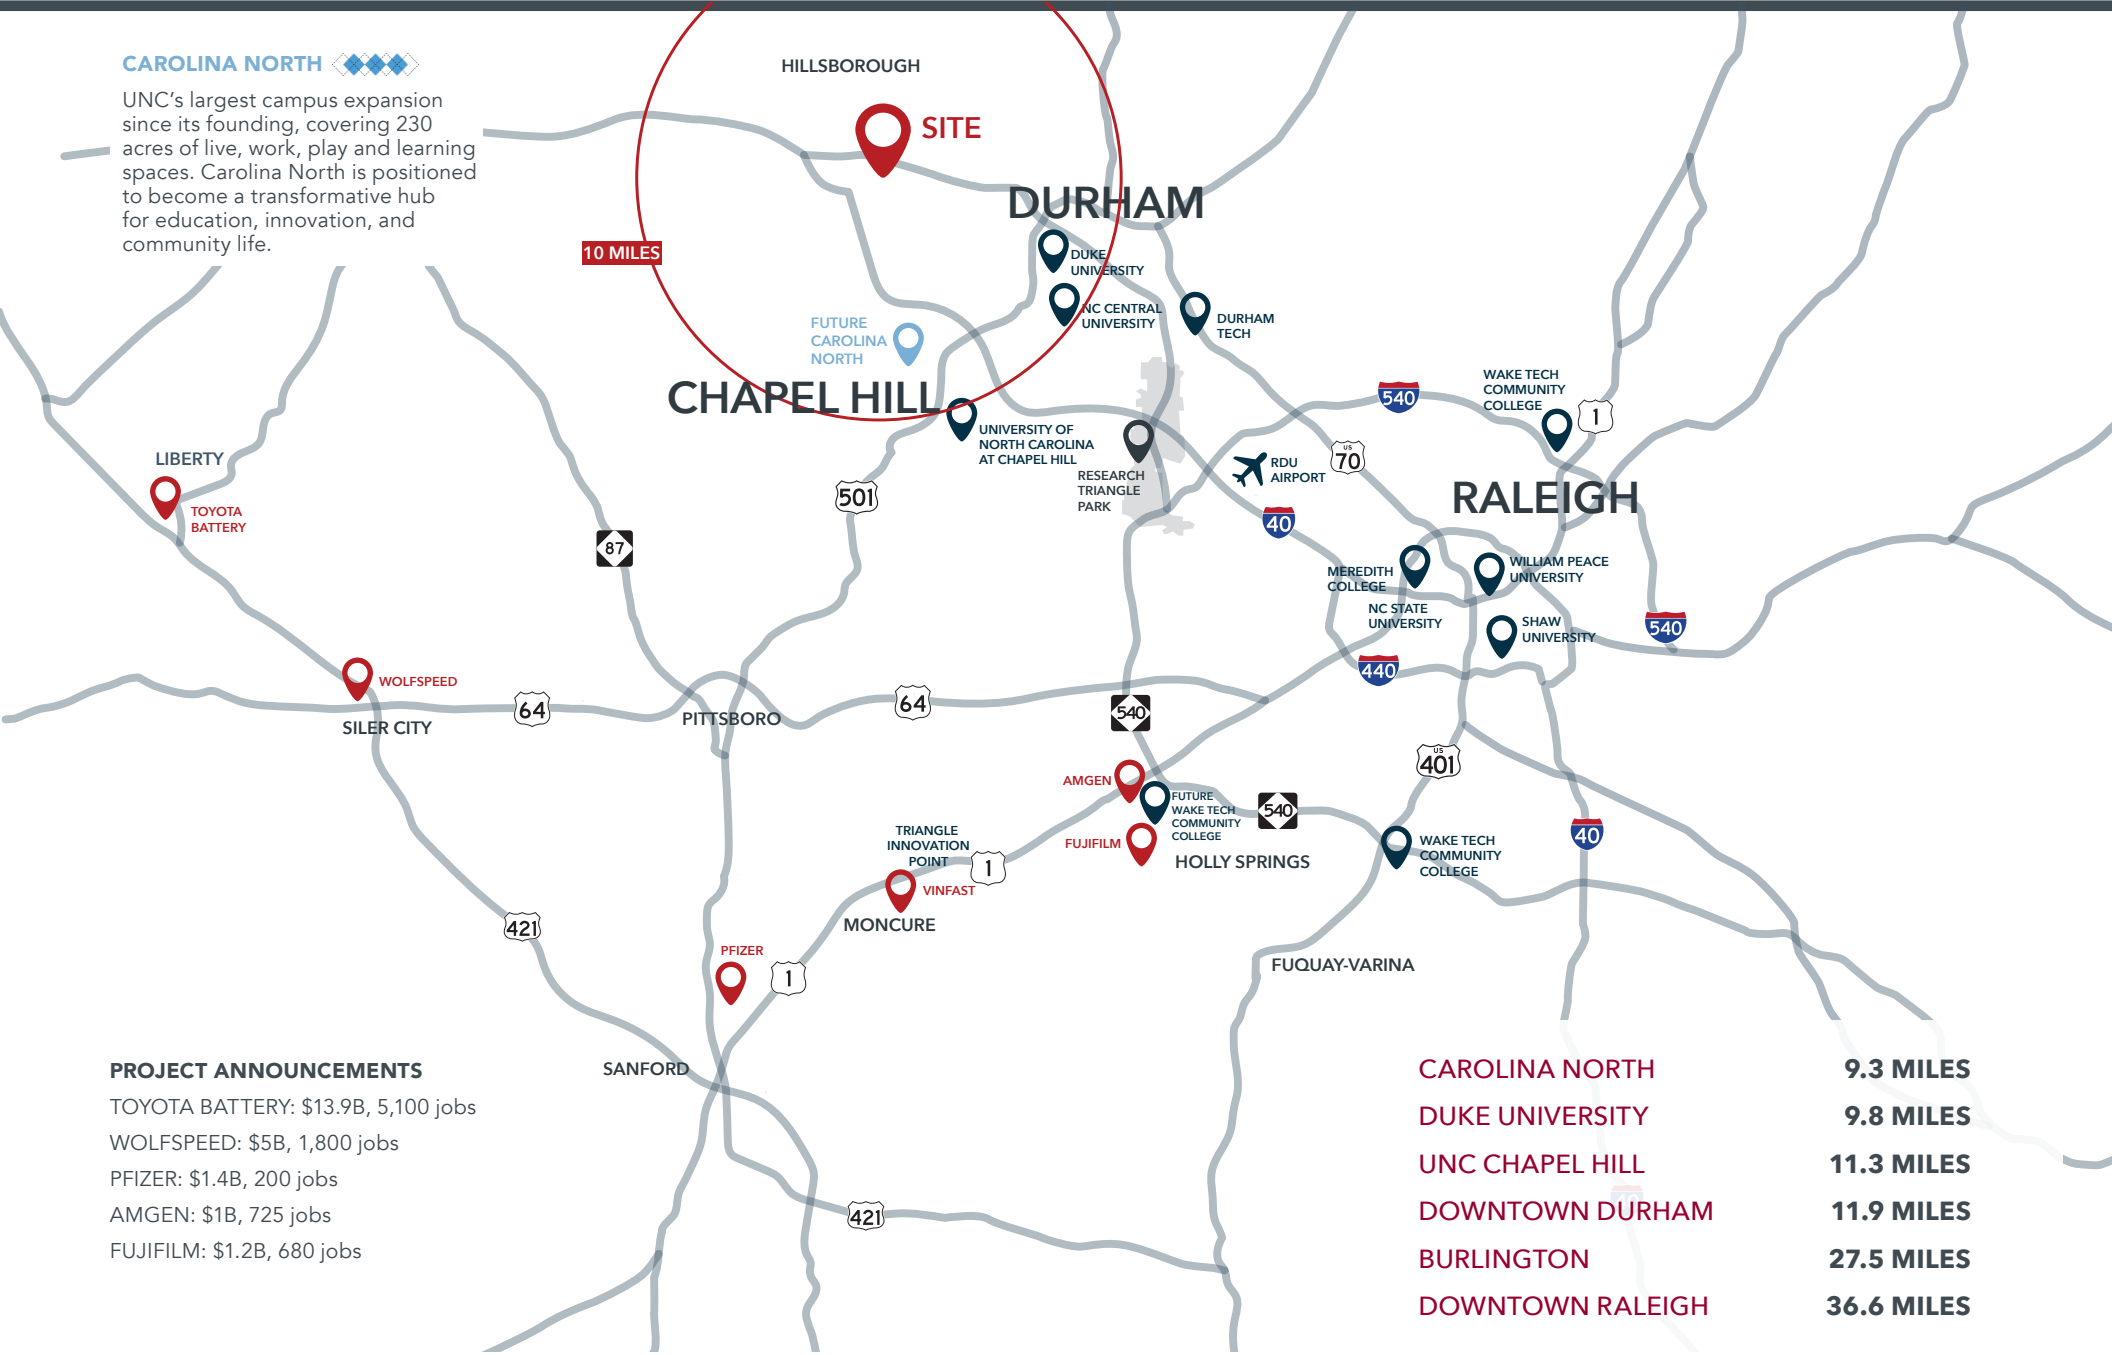 CAROLINA NORTH
UNC's largest campus expansion
since its founding, covering 230
acres of live, work, play and learning
spaces. Carolina North is positioned
to become a transformative hub
for education, innovation, and
community life.
HILLSBOROUGH
SITE
DURHAM
10 MILES
DUKE
UNIVERSITY
NC CENTRAL
UNIVERSITY
DURHAM
TECH
FUTURE
CAROLINA
NORTH
CHAPEL HILL
UNIVERSITY OF
NORTH CAROLINA
AT CHAPEL HILL
RESEARCH
TRIANGLE
PARK
RDU
AIRPORT
540
US
70
WAKE TECH
COMMUNITY
COLLEGE
1
RALEIGH
LIBERTY
TOYOTA
BATTERY
87
501
40
MEREDITH
COLLEGE
NC STATE
UNIVERSITY
WILLIAM PEACE
UNIVERSITY
SHAW
UNIVERSITY
540
440
WOLFSPEED
SILER CITY
64
PITTSBORO
64
540
AMGEN
FUTURE
WAKE TECH
COMMUNITY
COLLEGE
FUJIFILM
HOLLY SPRINGS
540
US
401
40
WAKE TECH
COMMUNITY
COLLEGE
TRIANGLE
INNOVATION
POINT
1
VINFAST
MONCURE
421
PFIZER
1
FUQUAY-VARINA
SANFORD
421
PROJECT ANNOUNCEMENTS
TOYOTA BATTERY: $13.9B, 5,100 jobs
WOLFSPEED: $5B, 1,800 jobs
PFIZER: $1.4B, 200 jobs
AMGEN: $1B, 725 jobs
FUJIFILM: $1.2B, 680 jobs
CAROLINA NORTH 9.3 MILES
DUKE UNIVERSITY 9.8 MILES
UNC CHAPEL HILL 11.3 MILES
40
DOWNTOWN DURHAM 11.9 MILES
BURLINGTON 27.5 MILES
DOWNTOWN RALEIGH 36.6 MILES